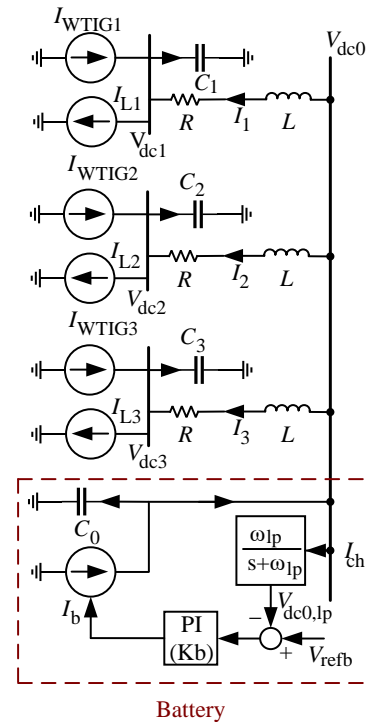 I_WTIG1
V_dc0
C_1
I_L1
V_dc1
R
I_1
L
I_WTIG2
C_2
I_L2
V_dc2
R
I_2
L
I_WTIG3
C_3
I_L3
V_dc3
R
I_3
L
C_0
ω_lp
s+ω_lp
I_ch
I_b
V_dc0,lp
PI
(Kb)
−
+
V_refb
Battery